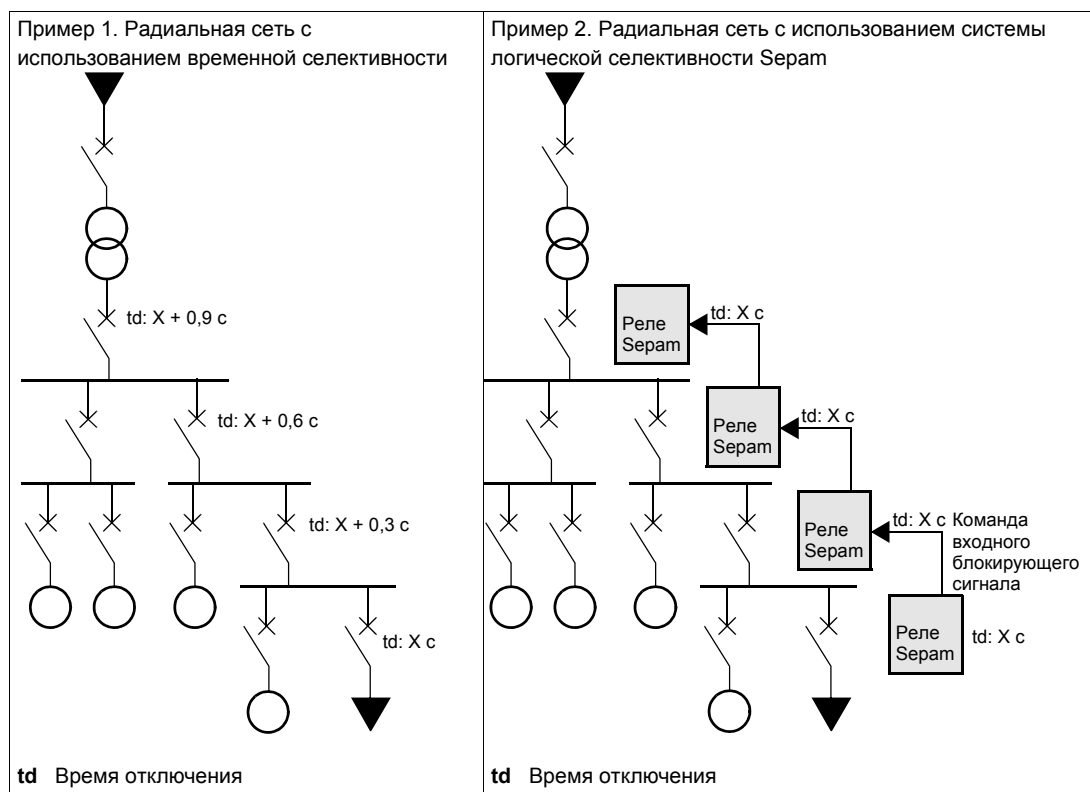 Пример 1. Радиальная сеть с
использованием временной селективности
td: X + 0,9 с
td: X + 0,6 с
td: X + 0,3 с
td: X с
td Время отключения
Пример 2. Радиальная сеть с использованием системы
логической селективности Sepam
Реле
Sepam
td: X с
Реле
Sepam
td: X с
Реле
Sepam
td: X с Команда
входного
блокирующего
сигнала
Реле
Sepam
td: X с
td Время отключения